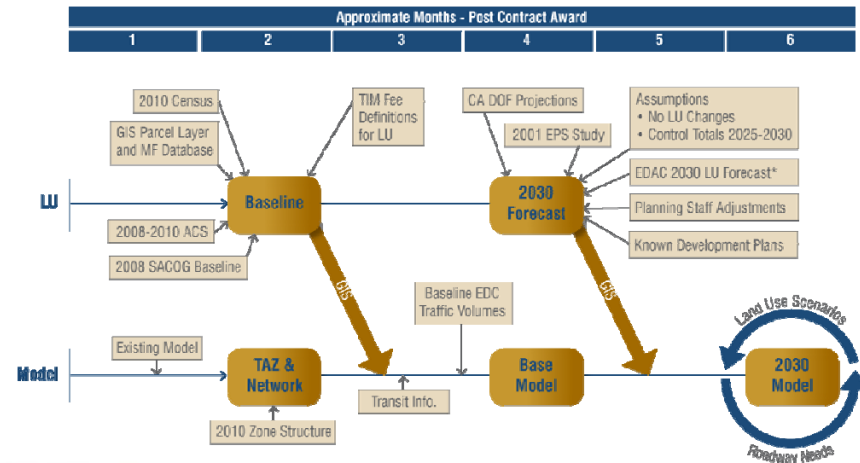 Approximate Months - Post Contract Award
1 2 3 4 5 6
2010 Census
GIS Parcel Layer
and MF Database
TIM Fee
Definitions
for LU
CA DOF Projections
2001 EPS Study
Assumptions
• No LU Changes
• Control Totals 2025-2030
LU
Baseline
2030
Forecast
EDAC 2030 LU Forecast*
Planning Staff Adjustments
Known Development Plans
2008-2010 ACS
2008 SACOG Baseline
GIS
GIS
Baseline EDC
Traffic Volumes
Land Use Scenarios
Existing Model
Model
TAZ &
Network
Base
Model
2030
Model
Transit Info.
2010 Zone Structure
Roadway Needs